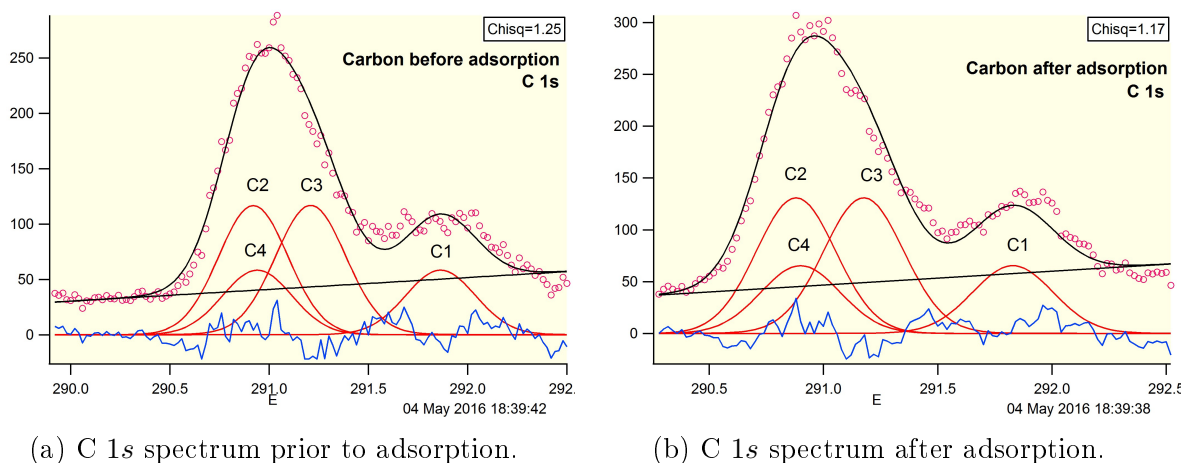 Chisq=1.25
Carbon before adsorption
C 1s
250
200
150
100
50
0
C2
C3
C4
C1
290.0
290.5
291.0
291.5
292.0
292.
E
04 May 2016 18:39:42
(a) C 1s spectrum prior to adsorption.
Chisq=1.17
Carbon after adsorption
C 1s
300
250
200
150
100
50
0
C2
C3
C4
C1
290.5
291.0
291.5
292.0
292.5
E
04 May 2016 18:39:38
(b) C 1s spectrum after adsorption.